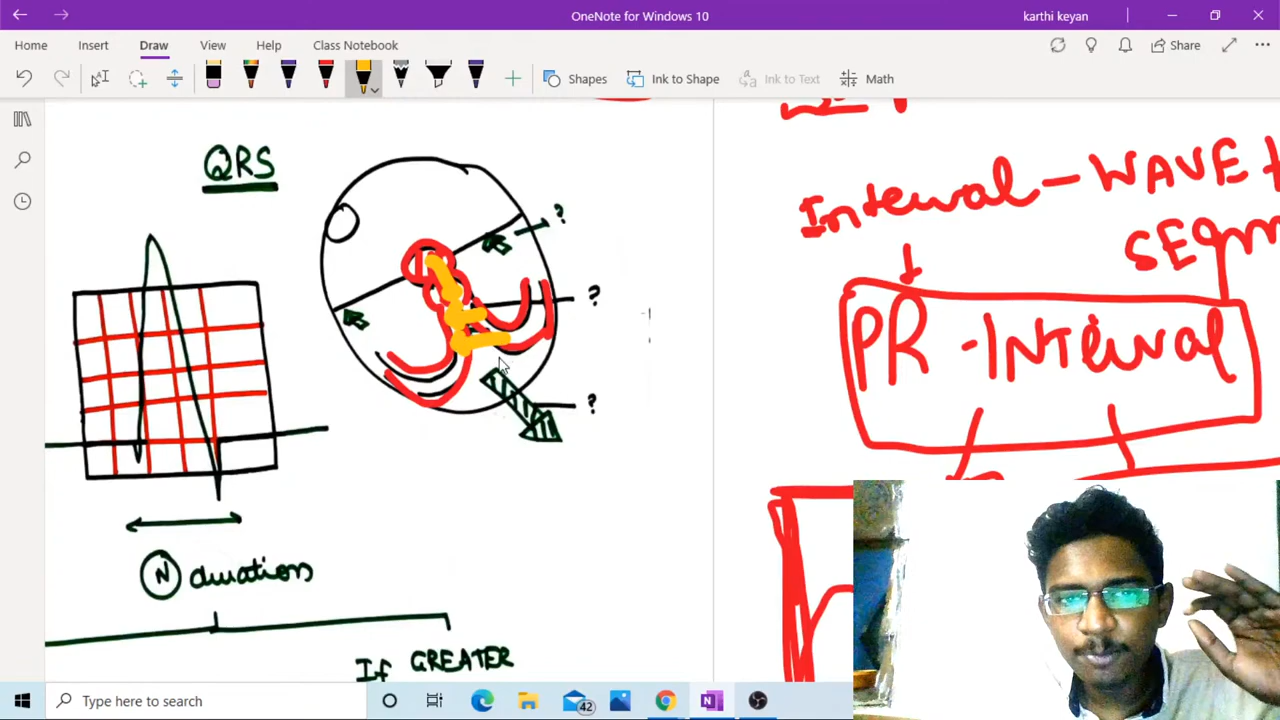 OneNote for Windows 10
karthi keyan
Home
Insert
Draw
View
Help
Class Notebook
Share
Shapes
Ink to Shape
Ink to Text
Math
QRS
?
?
?
N duration
If GREATER
Interval - WAVE +
SEgm
PR - INterval
Type here to search
42